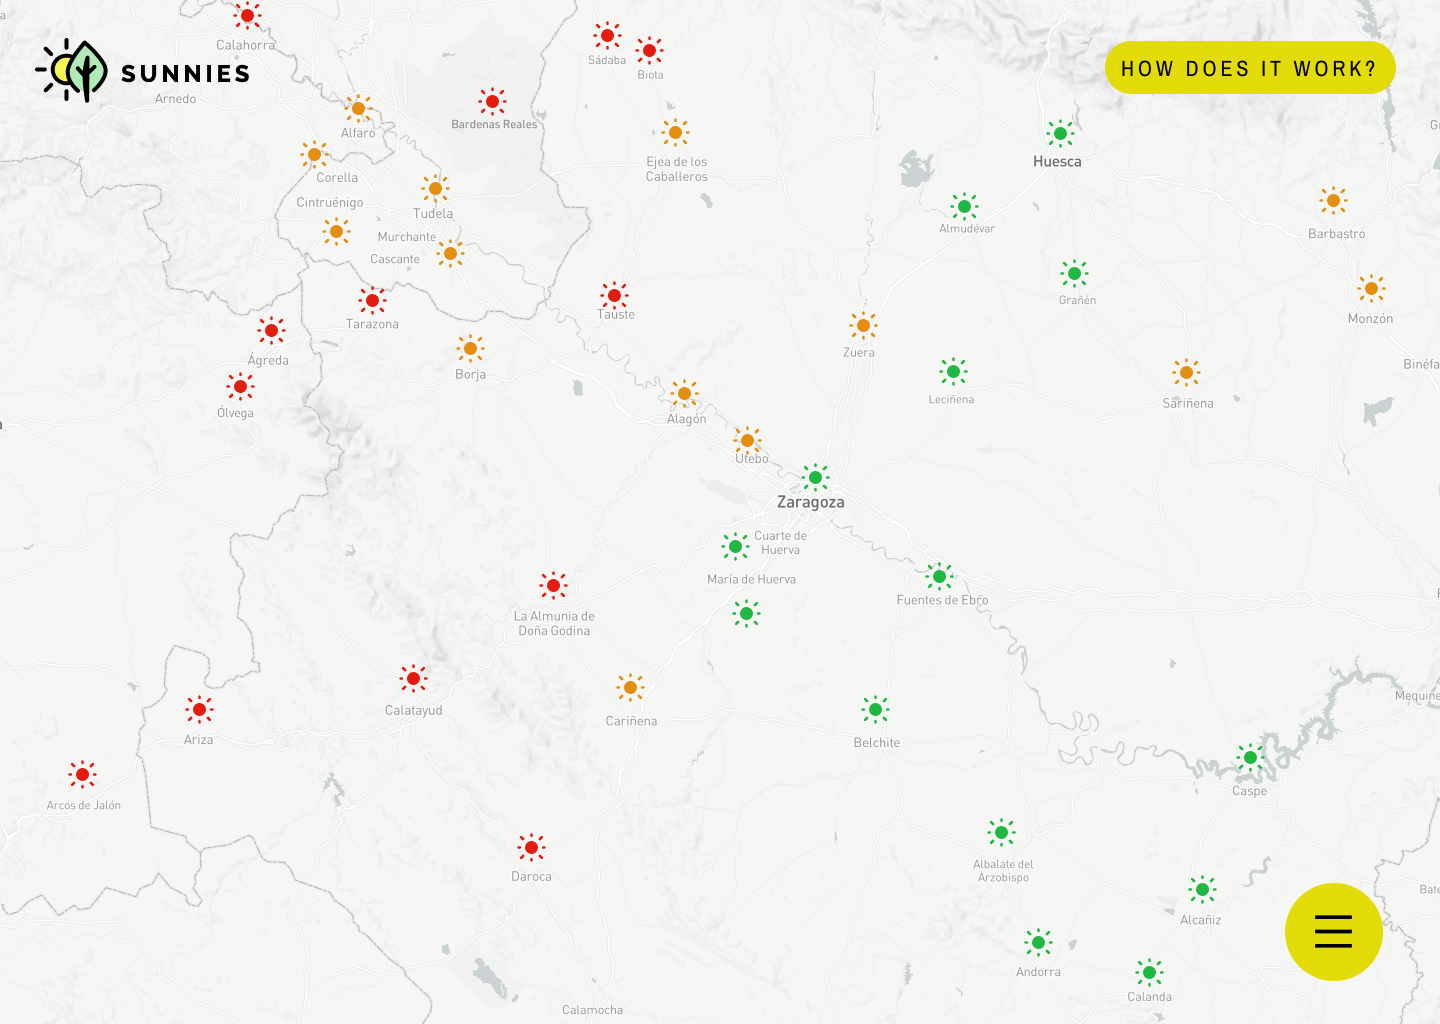 Calahorra
SUNNIES
Arnedo
Sádaba
Biota
HOW DOES IT WORK?
Alfaro
Bardenas Reales
Corella
Ejea de los
Caballeros
Huesca
Cintruénigo
Tudela
Murchante
Cascante
Almudévar
Barbastro
Tarazona
Tauste
Grañén
Monzón
Ágreda
Borja
Zuera
Ólvega
Alagón
Leciñena
Sariñena
Utebo
Zaragoza
Cuarte de
Huerva
María de Huerva
Fuentes de Ebro
La Almunia de
Doña Godina
Calatayud
Cariñena
Ariza
Belchite
Arcos de Jalón
Caspe
Daroca
Albalate del
Arzobispo
Alcañiz
Andorra
Calanda
Calamocha